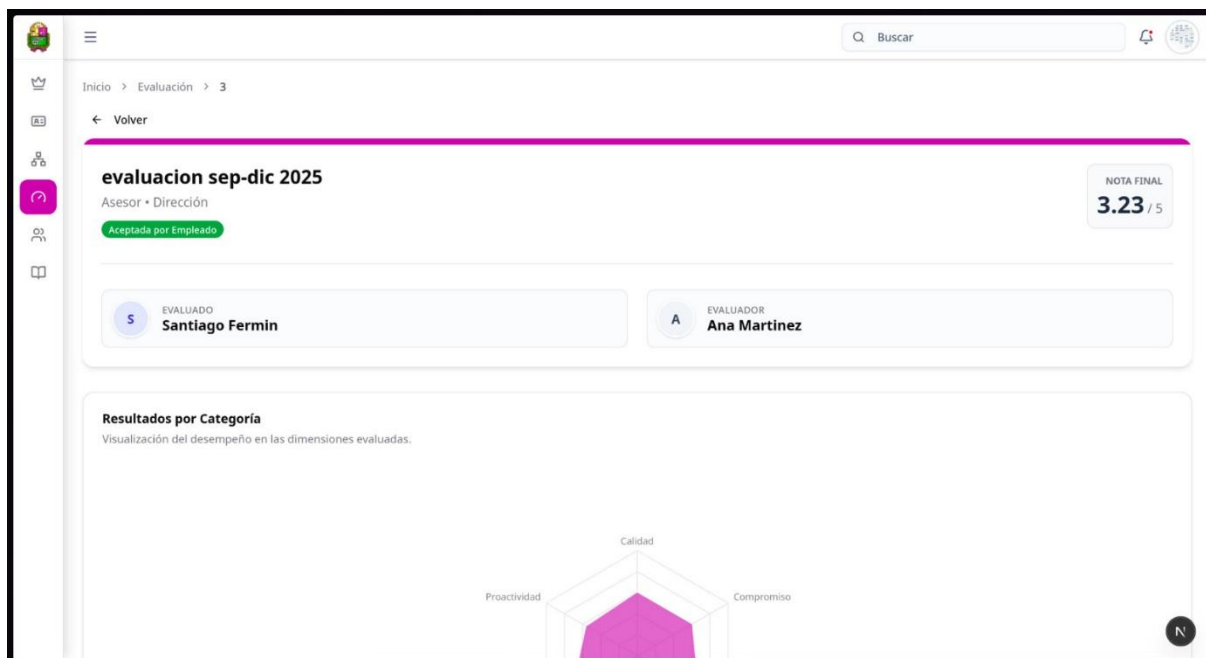 Buscar
Inicio > Evaluación > 3
← Volver
evaluacion sep-dic 2025
Asesor • Dirección
Aceptada por Empleado
NOTA FINAL
3.23 / 5
S
EVALUADO
Santiago Fermin
A
EVALUADOR
Ana Martinez
Resultados por Categoría
Visualización del desempeño en las dimensiones evaluadas.
Calidad
Proactividad
Compromiso
N